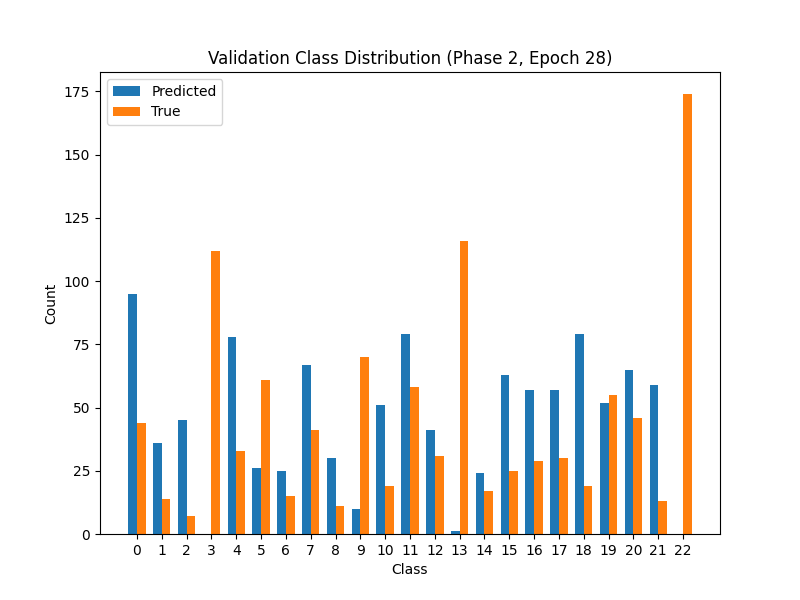 Validation Class Distribution (Phase 2, Epoch 28)
Predicted
True
175
150
125
100
75
50
25
0
Count
0 1 2 3 4 5 6 7 8 9 10 11 12 13 14 15 16 17 18 19 20 21 22
Class